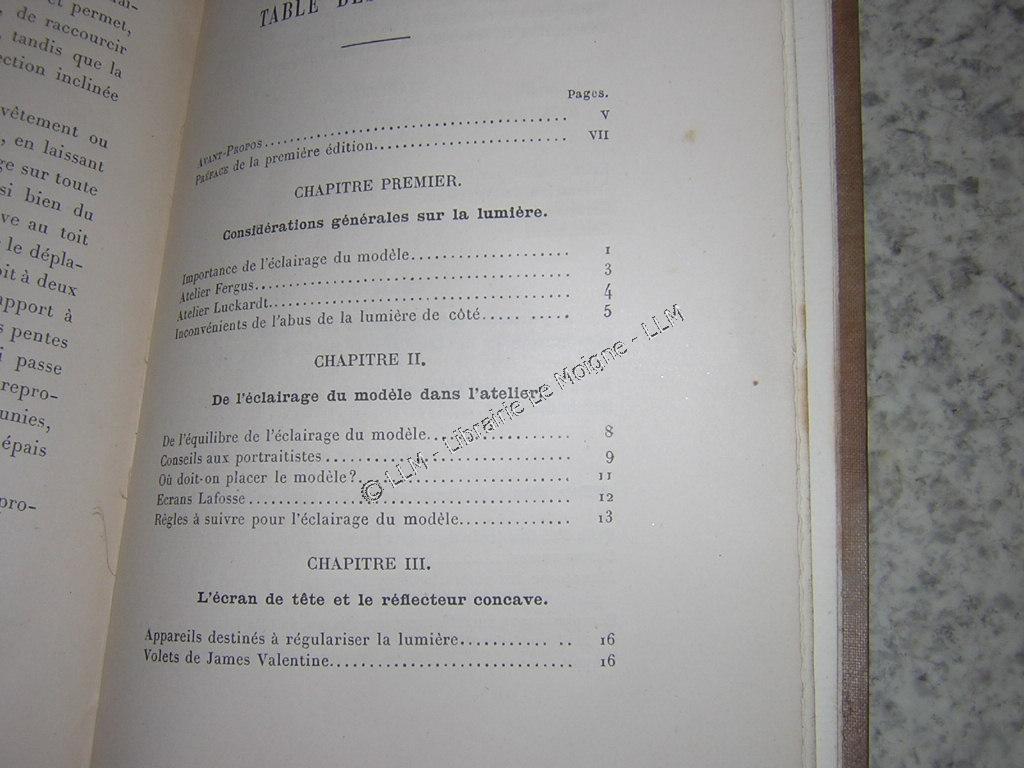 et permet,
de raccourcir
tandis que la
ection inclinée
vêtement ou
, en laissant
ge sur toute
si bien du
ve au toit
le dépla-
oit à deux
apport à
s pentes
i passe
repro-
unies,
épais
pro-
TABLE DES
Pages.
AVANT-PROPOS.................................... V
PRÉFACE de la première édition........................ VII
CHAPITRE PREMIER.
Considérations générales sur la lumière.
Importance de l'éclairage du modèle..................... 1
Atelier Fergus....................................... 3
Atelier Luckardt..................................... 4
Inconvénients de l'abus de la lumière de côté..... ......... 5
CHAPITRE II.
De l'éclairage du modèle dans l'atelier.
De l'équilibre de l'éclairage du modèle................... 8
Conseils aux portraitistes............................. 9
Où doit-on placer le modèle?......................... 11
Ecrans Lafosse...................................... 12
Règles à suivre pour l'éclairage du modèle.............. 13
CHAPITRE III.
L'écran de tête et le réflecteur concave.
Appareils destinés à régulariser la lumière........... .. 16
Volets de James Valentine............................. 16
© LLM - Librairie Le Moigne - LLM